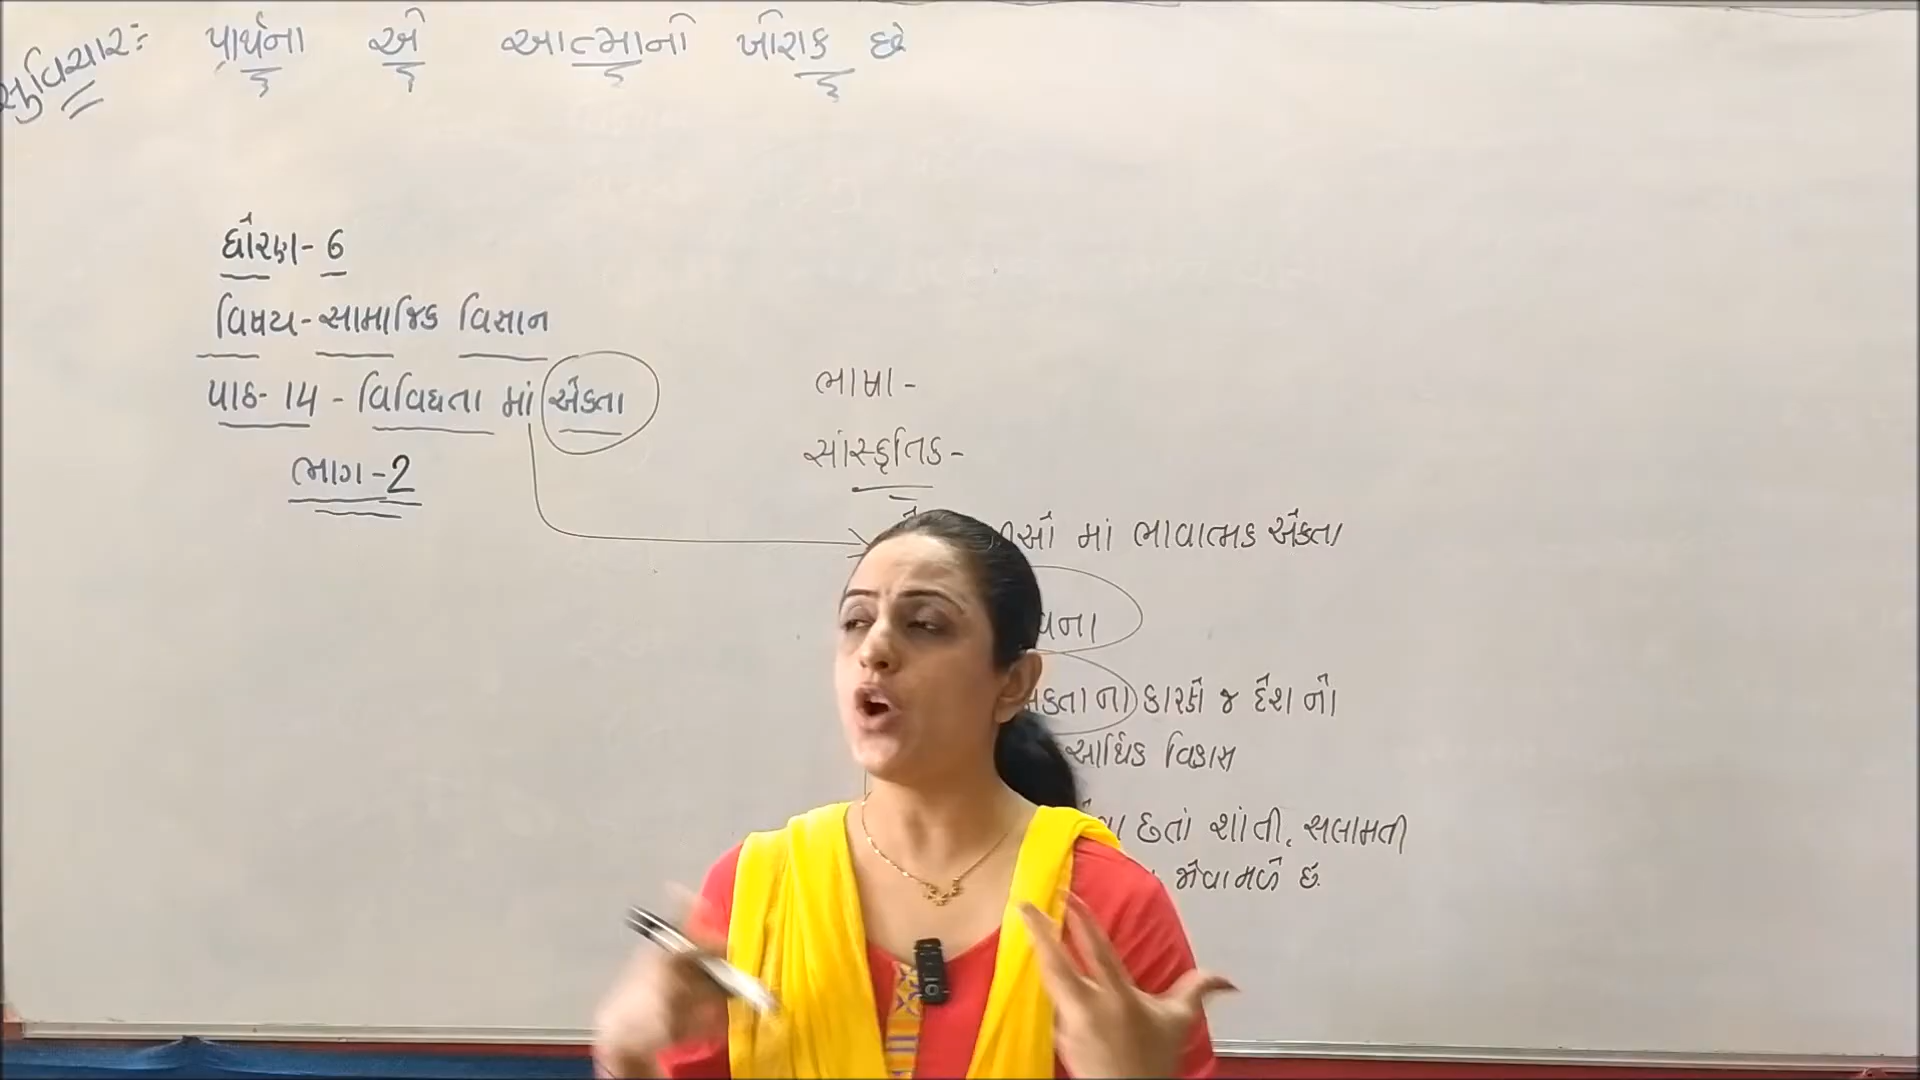 સુવિચારઃ પ્રાર્થના એ આત્માનો ખોરાક છે
ધોરણ- 6
વિષય- સામાજિક વિજ્ઞાન
પાઠ- 14 - વિવિધતા માં એકતા
ભાગ-2
ભાષા-
સાંસ્કૃતિક-
માં ભાવાત્મક એકતા
કારણે જ દેશ નો
આર્થિક વિકાસ
છતાં શાંતી, સલામતી
જોવા મળે છે.